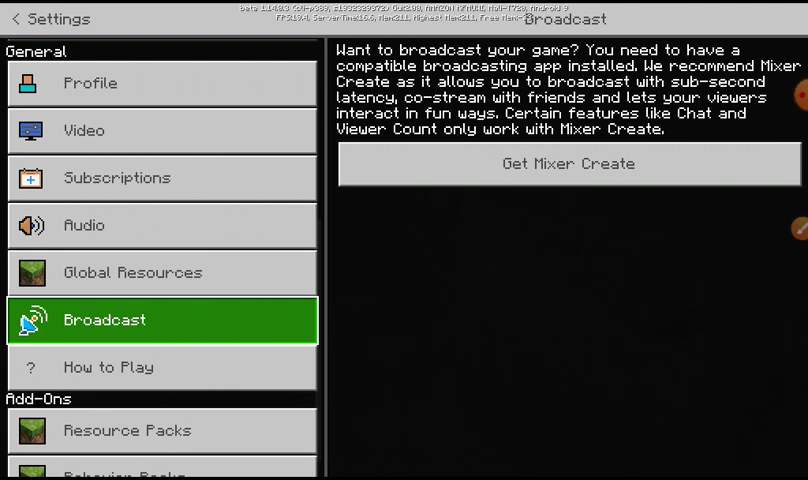 Settings
Broadcast
General
Profile
Video
Subscriptions
Audio
Global Resources
Broadcast
? How to Play
Add-Ons
Resource Packs
Behavior Packs
Want to broadcast your game? You need to have a
compatible broadcasting app installed. We recommend Mixer
Create as it allows you to broadcast with sub-second
latency, co-stream with friends and lets your viewers
interact in fun ways. Certain features like Chat and
Viewer Count only work with Mixer Create.
Get Mixer Create